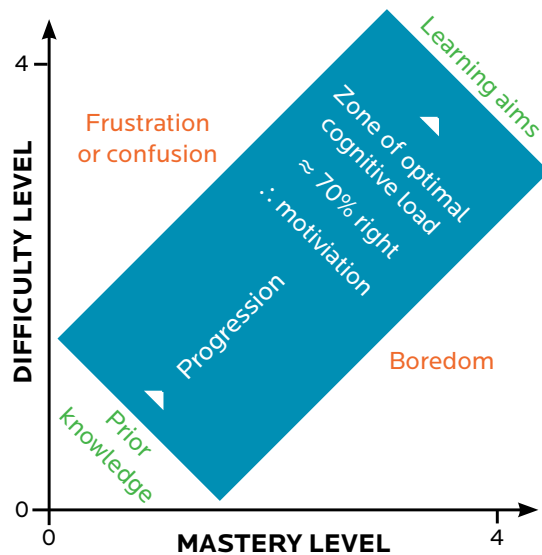 Learning aims
4
Frustration
or confusion
Zone of optimal
cognitive load
≈ 70% right
∴ motiviation
DIFFICULTY LEVEL
Progression
Boredom
Prior
knowledge
0
0
4
MASTERY LEVEL